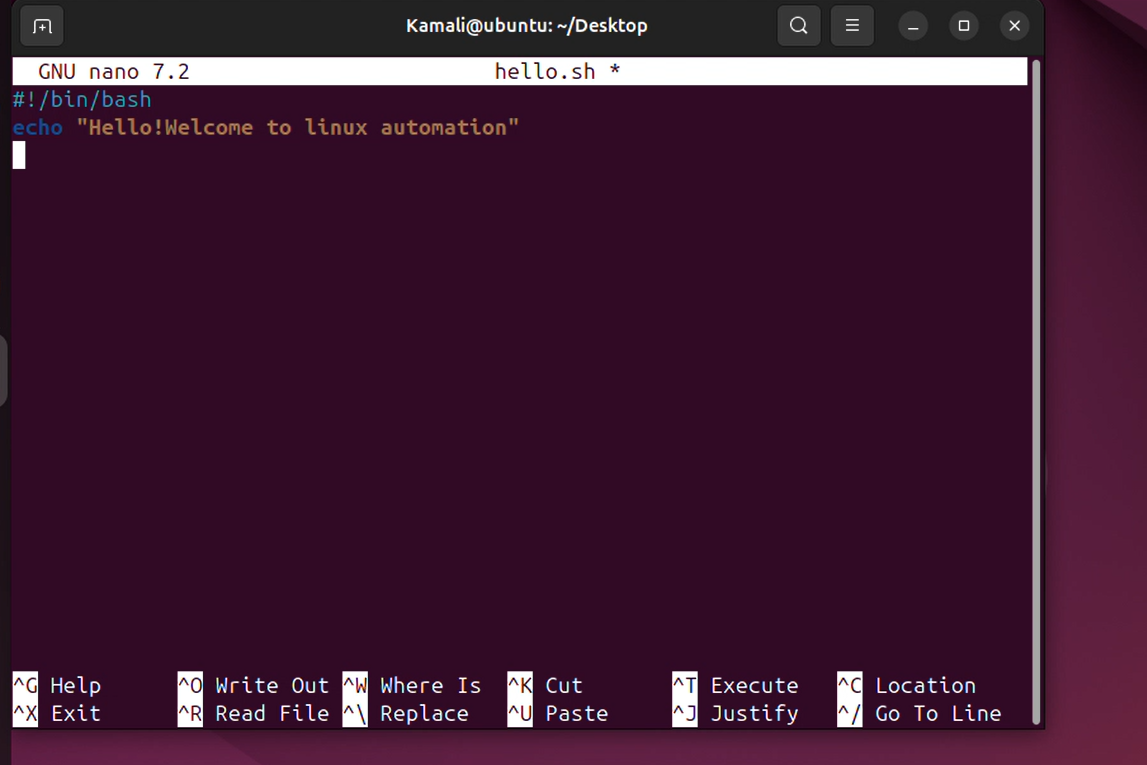 Kamali@ubuntu: ~/Desktop
GNU nano 7.2 hello.sh *
#!/bin/bash
echo "Hello!Welcome to linux automation"
^G Help ^O Write Out ^W Where Is ^K Cut ^T Execute ^C Location
^X Exit ^R Read File ^\ Replace ^U Paste ^J Justify ^/ Go To Line